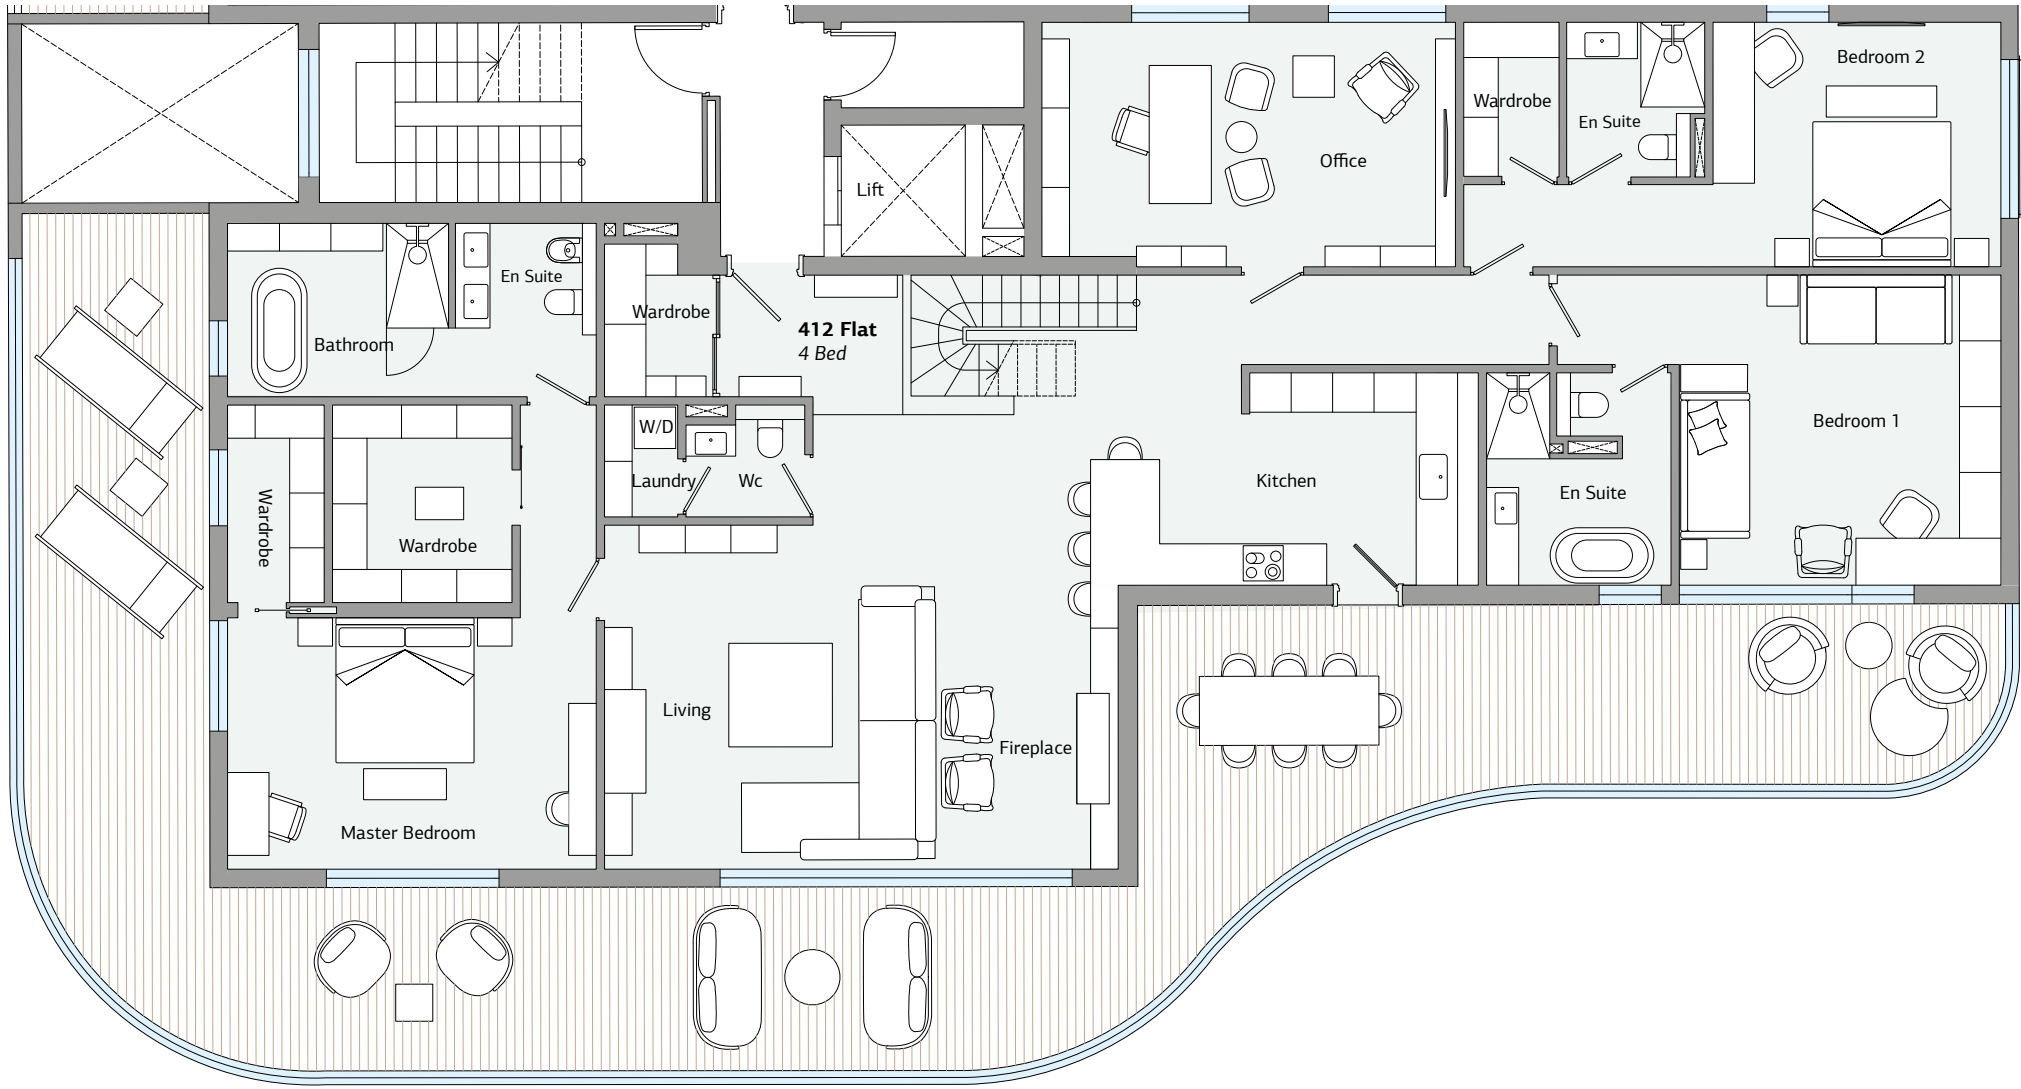 Bedroom 2
Wardrobe
En Suite
Office
Lift
En Suite
Wardrobe
412 Flat
4 Bed
Bathroom
Bedroom 1
W/D
Laundry
Wc
Kitchen
En Suite
Wardrobe
Wardrobe
Living
Fireplace
Master Bedroom